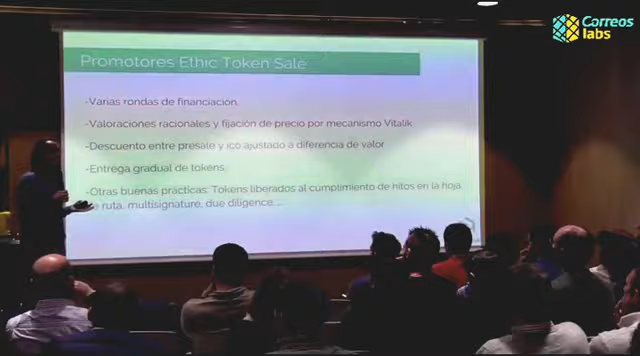 Correos
labs
Promotores Ethic Token Sale
-Varias rondas de financiación.
-Valoraciones racionales y fijación de precio por mecanismo Vitalik
-Descuento entre presale y ico ajustado a diferencia de valor
-Entrega gradual de tokens.
-Otras buenas prácticas: Tokens liberados al cumplimiento de hitos en la hoja
ruta, multisignature, due diligence, ...